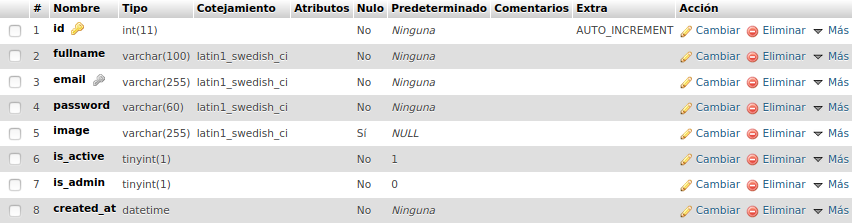 # Nombre Tipo Cotejamiento Atributos Nulo Predeterminado Comentarios Extra Acción
1 id int(11) No Ninguna AUTO_INCREMENT Cambiar Eliminar Más
2 fullname varchar(100) latin1_swedish_ci No Ninguna Cambiar Eliminar Más
3 email varchar(255) latin1_swedish_ci No Ninguna Cambiar Eliminar Más
4 password varchar(60) latin1_swedish_ci No Ninguna Cambiar Eliminar Más
5 image varchar(255) latin1_swedish_ci Sí NULL Cambiar Eliminar Más
6 is_active tinyint(1) No 1 Cambiar Eliminar Más
7 is_admin tinyint(1) No 0 Cambiar Eliminar Más
8 created_at datetime No Ninguna Cambiar Eliminar Más